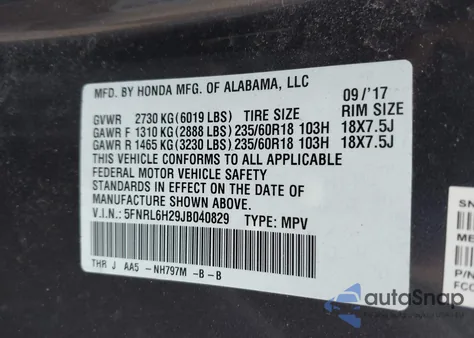 MFD. BY HONDA MFG. OF ALABAMA, LLC 09/'17
GVWR 2730 KG(6019 LBS) TIRE SIZE RIM SIZE
GAWR F 1310 KG(2888 LBS)235/60R18 103H 18X7.5J
GAWR R 1465 KG(3230 LBS)235/60R18 103H 18X7.5J
THIS VEHICLE CONFORMS TO ALL APPLICABLE
FEDERAL MOTOR VEHICLE SAFETY
STANDARDS IN EFFECT ON THE DATE OF
MANUFACTURE SHOWN ABOVE.
V.I.N.: 5FNRL6H29JB040829 TYPE: MPV
THR J AA5 -NH797M -B-B
SN
ME
P/N
FCC
autoSnap